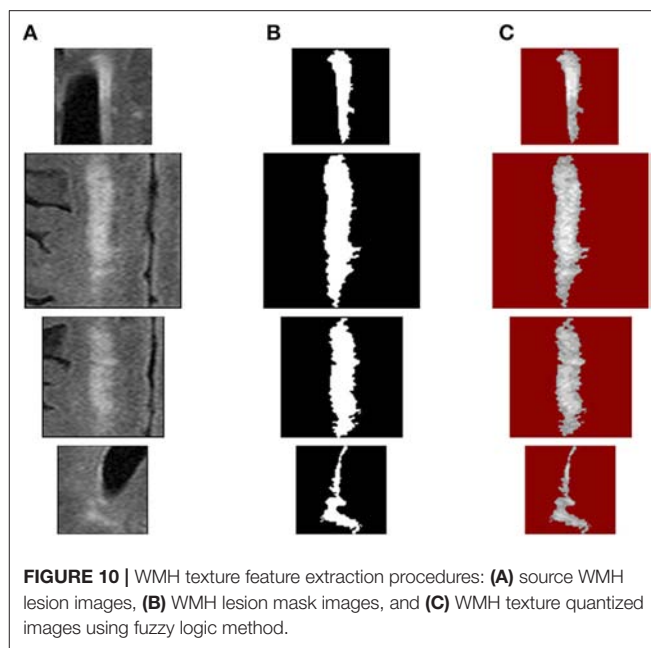 A B C
FIGURE 10 | WMH texture feature extraction procedures: (A) source WMH
lesion images, (B) WMH lesion mask images, and (C) WMH texture quantized
images using fuzzy logic method.